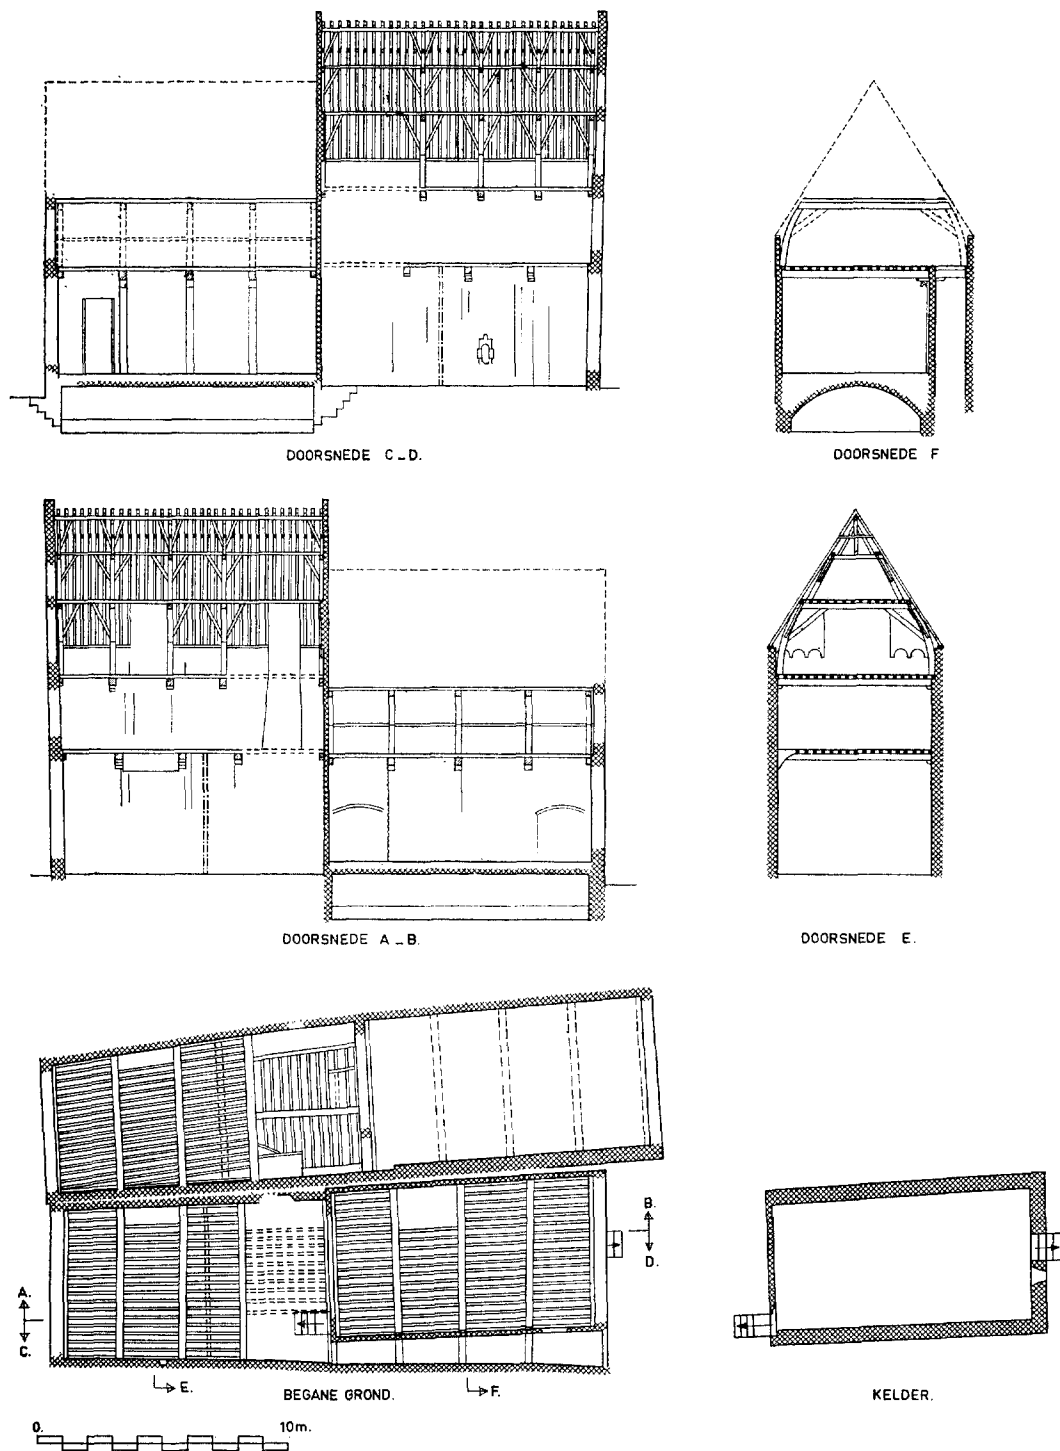 DOORSNEDE C_D.
DOORSNEDE F
DOORSNEDE A_B.
DOORSNEDE E.
A.
C.
B.
D.
E.
F.
BEGANE GROND.
KELDER.
0. 10m.